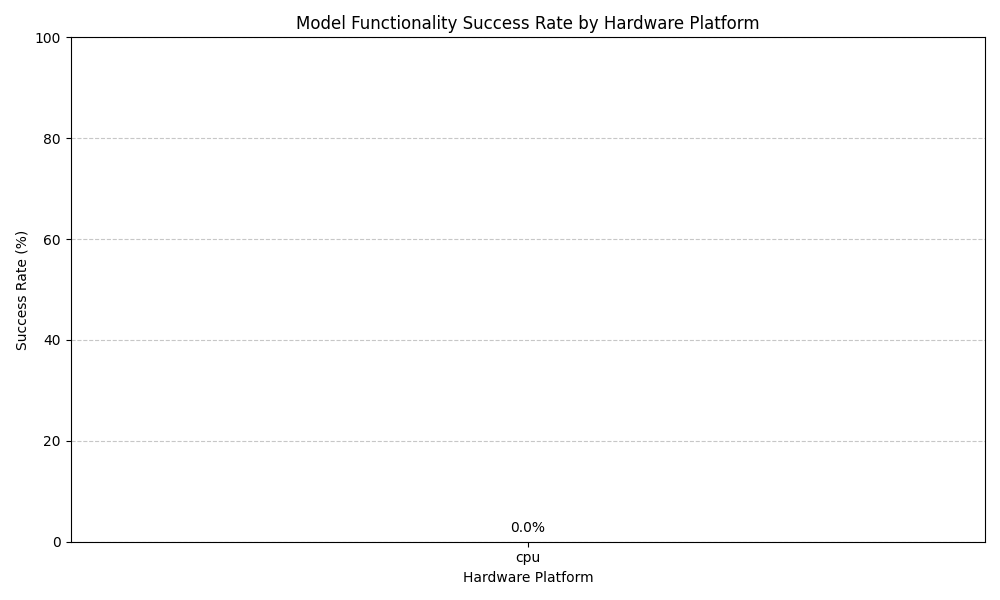 Model Functionality Success Rate by Hardware Platform
100
80
60
40
20
0
Success Rate (%)
0.0%
cpu
Hardware Platform